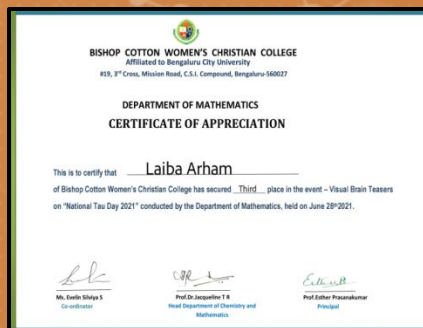 BISHOP COTTON WOMEN'S CHRISTIAN COLLEGE
Affiliated to Bengaluru City University
#19, 3rd Cross, Mission Road, C.S.I. Compound, Bengaluru-560027
DEPARTMENT OF MATHEMATICS
CERTIFICATE OF APPRECIATION
This is to certify that Laiba Arham
of Bishop Cotton Women's Christian College has secured Third place in the event – Visual Brain Teasers
on "National Tau Day 2021" conducted by the Department of Mathematics, held on June 28th 2021.
Ms. Evelin Silviya S
Co-ordinator
Prof.Dr.Jacqueline T R
Head Department of Chemistry and
Mathematics
Prof.Esther Prasanakumar
Principal